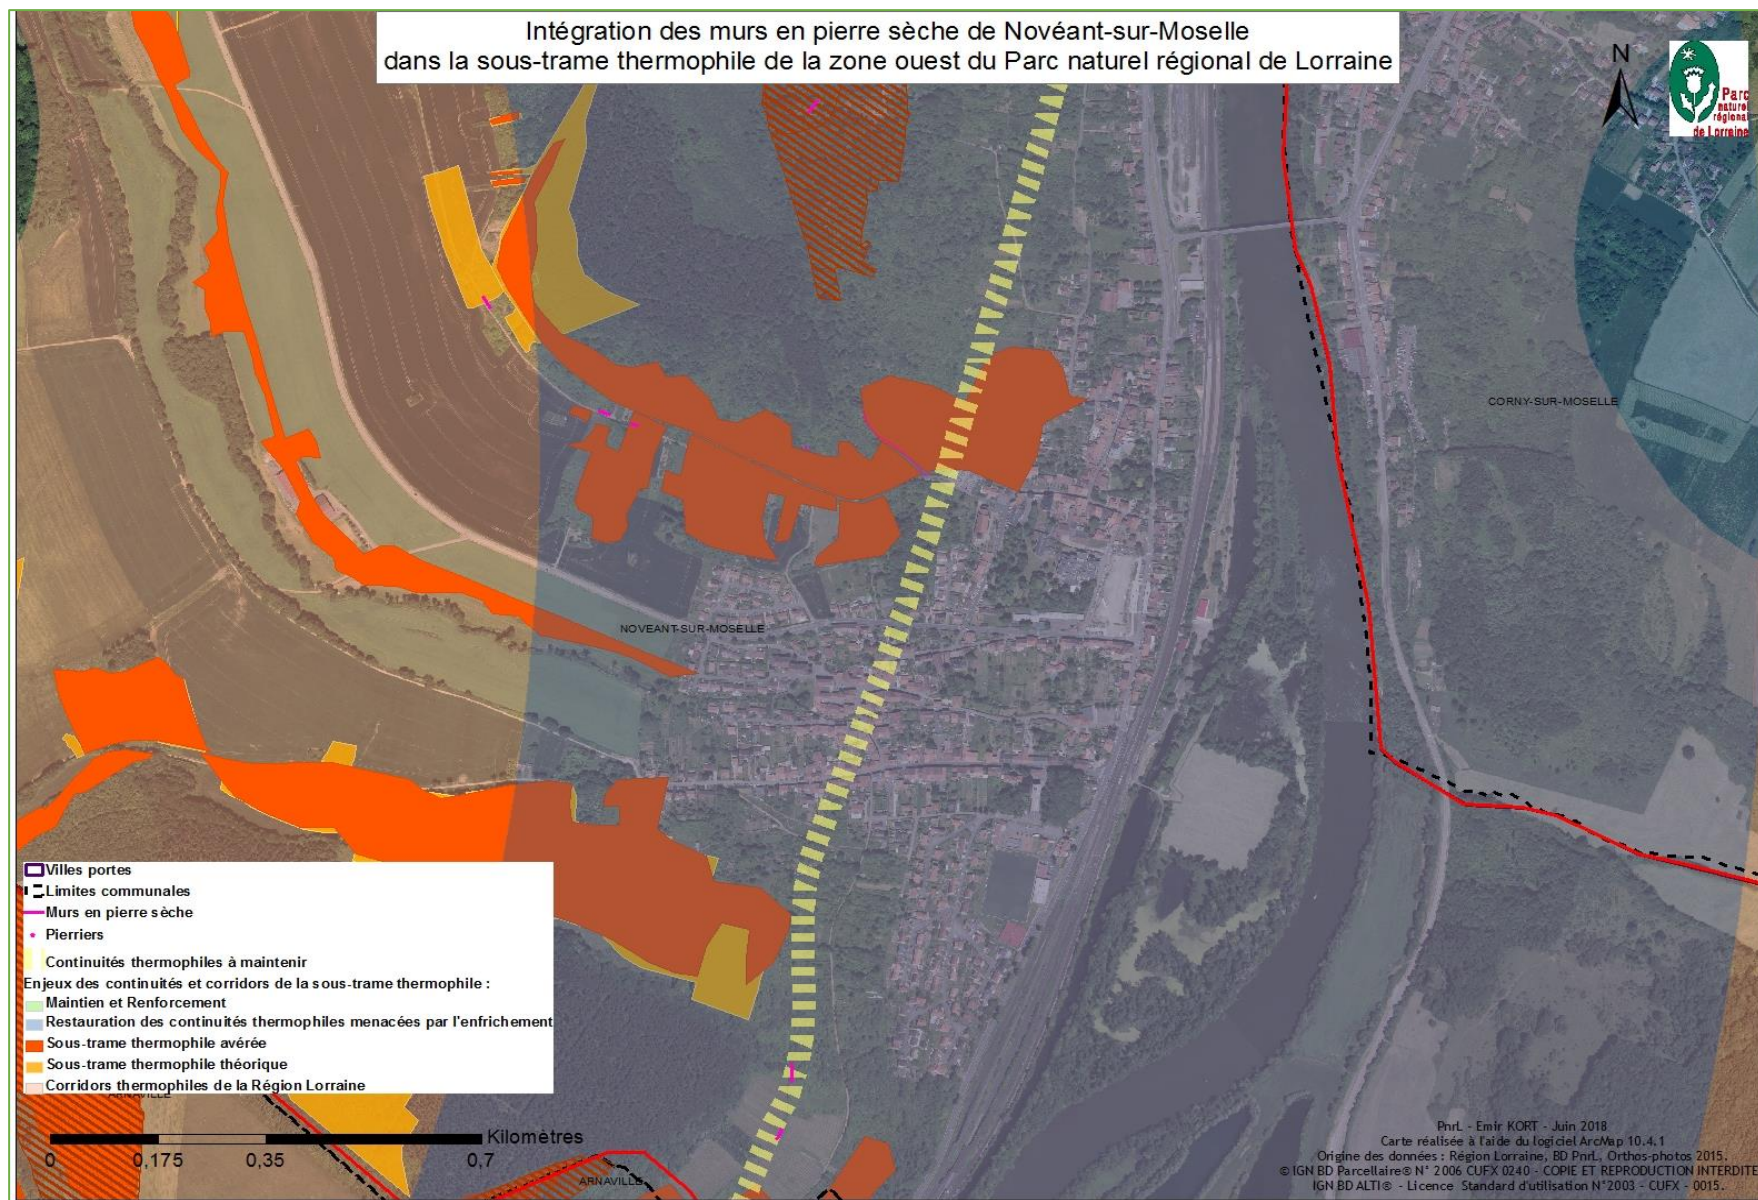 Intégration des murs en pierre sèche de Novéant-sur-Moselle
dans la sous-trame thermophile de la zone ouest du Parc naturel régional de Lorraine
N
Parc
naturel
régional
de Lorraine
CORNY-SUR-MOSELLE
NOVEANT-SUR-MOSELLE
Villes portes
Limites communales
Murs en pierre sèche
Pierriers
Continuités thermophiles à maintenir
Enjeux des continuités et corridors de la sous-trame thermophile :
Maintien et Renforcement
Restauration des continuités thermophiles menacées par l'enfrichement
Sous-trame thermophile avérée
Sous-trame thermophile théorique
Corridors thermophiles de la Région Lorraine
ARNAVILLE
Kilomètres
0 0,175 0,35 0,7
ARNAVILLE
PnrL - Emir KORT - Juin 2018
Carte réalisée à l'aide du logiciel ArcMap 10.4.1
Origine des données : Région Lorraine, BD PnrL, Orthos-photos 2015.
© IGN BD Parcellaire® N° 2006 CUFX 0240 - COPIE ET REPRODUCTION INTERDITE
IGN BD ALTI® - Licence Standard d'utilisation N°2003 - CUFX - 0015.